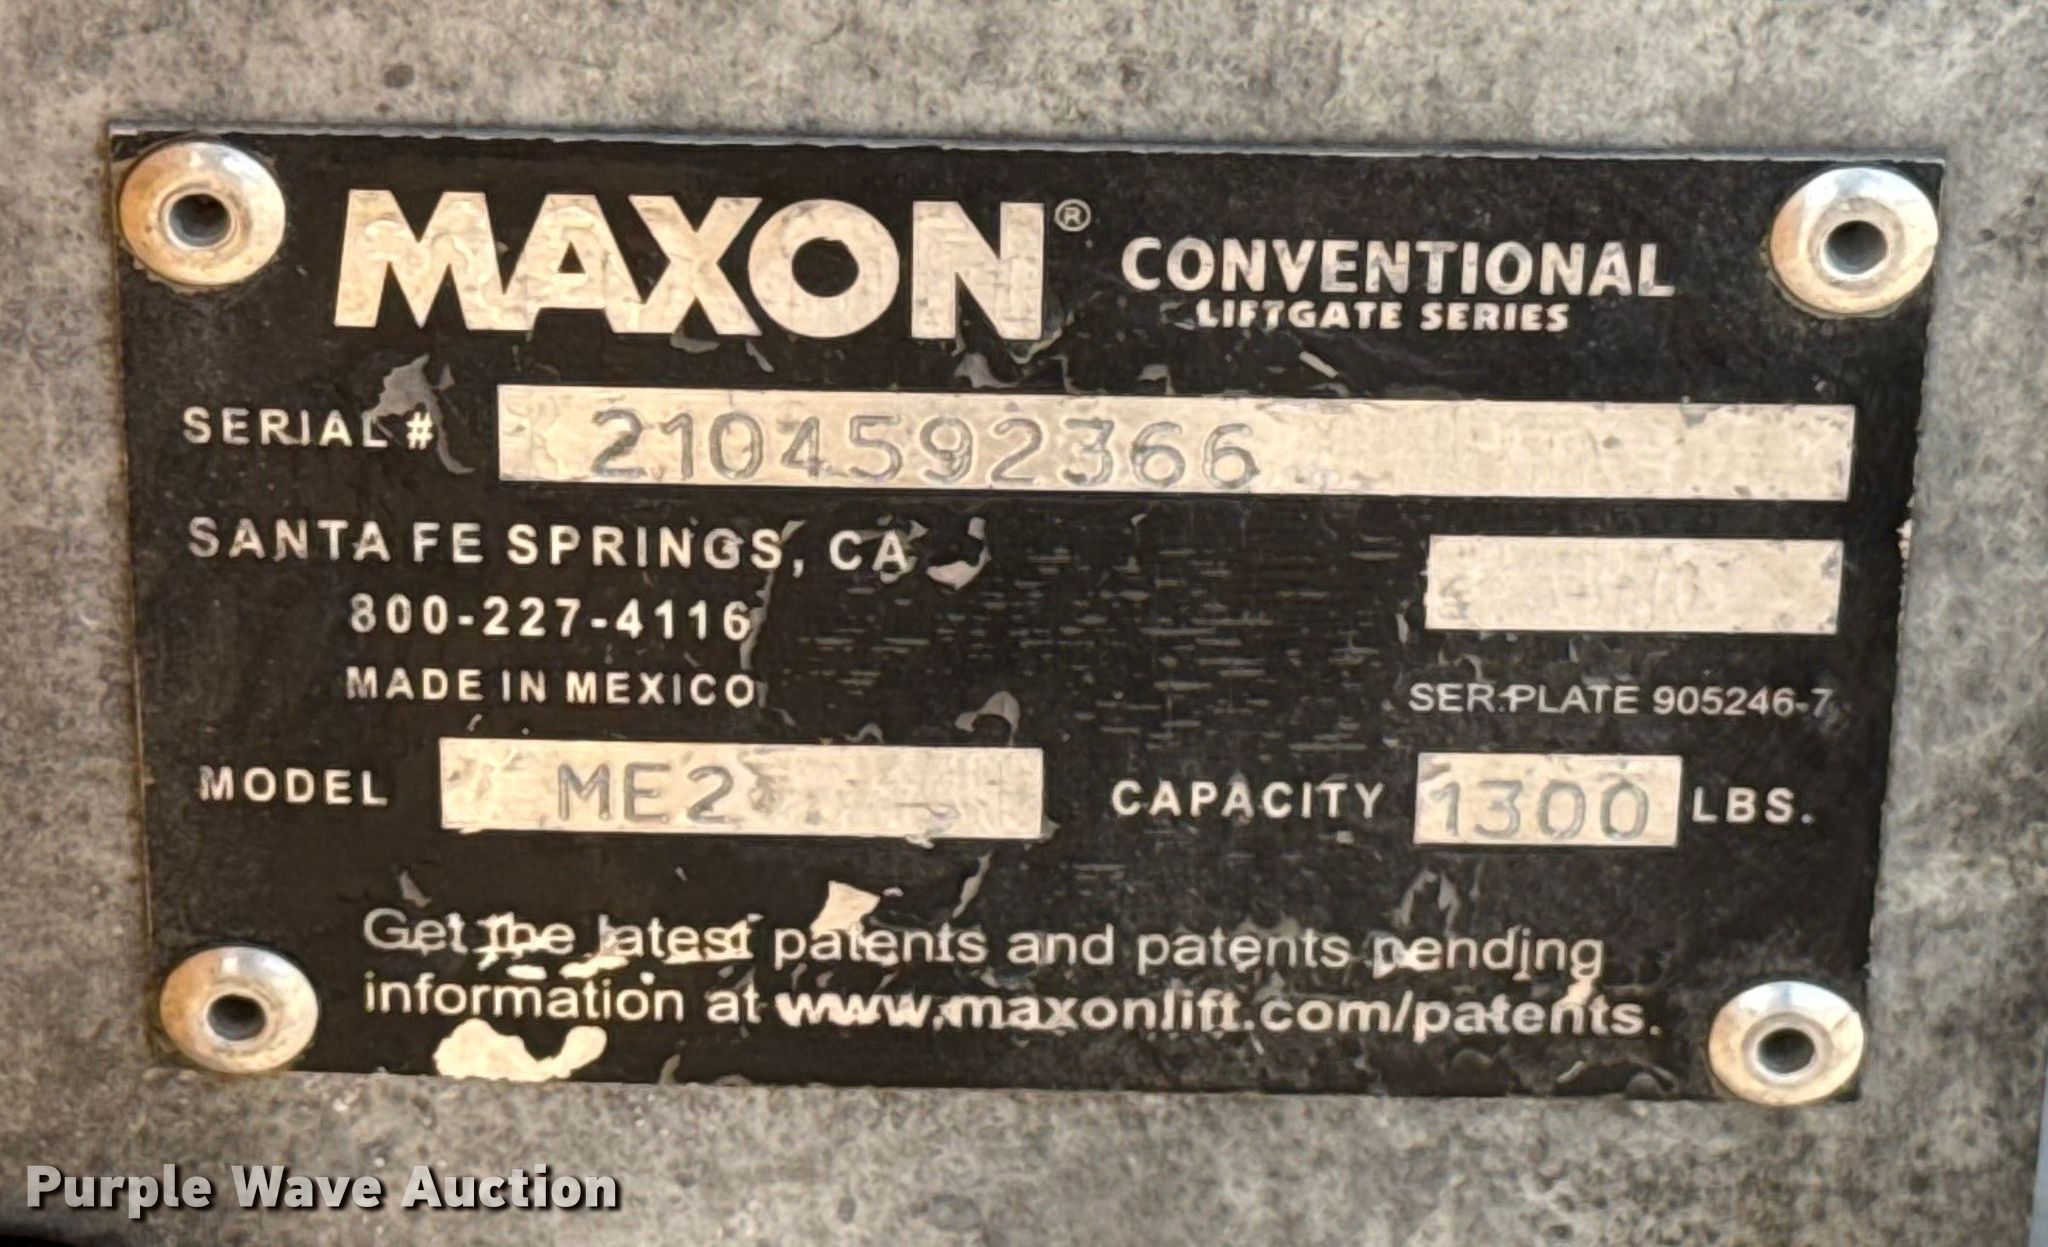 MAXON® CONVENTIONAL
LIFTGATE SERIES
SERIAL # 2104592366
SANTA FE SPRINGS, CA
800-227-4116
MADE IN MEXICO
SER. PLATE 905246-7
MODEL ME2 CAPACITY 1300 LBS.
Get the latest patents and patents pending
information at www.maxonlift.com/patents.
Purple Wave Auction